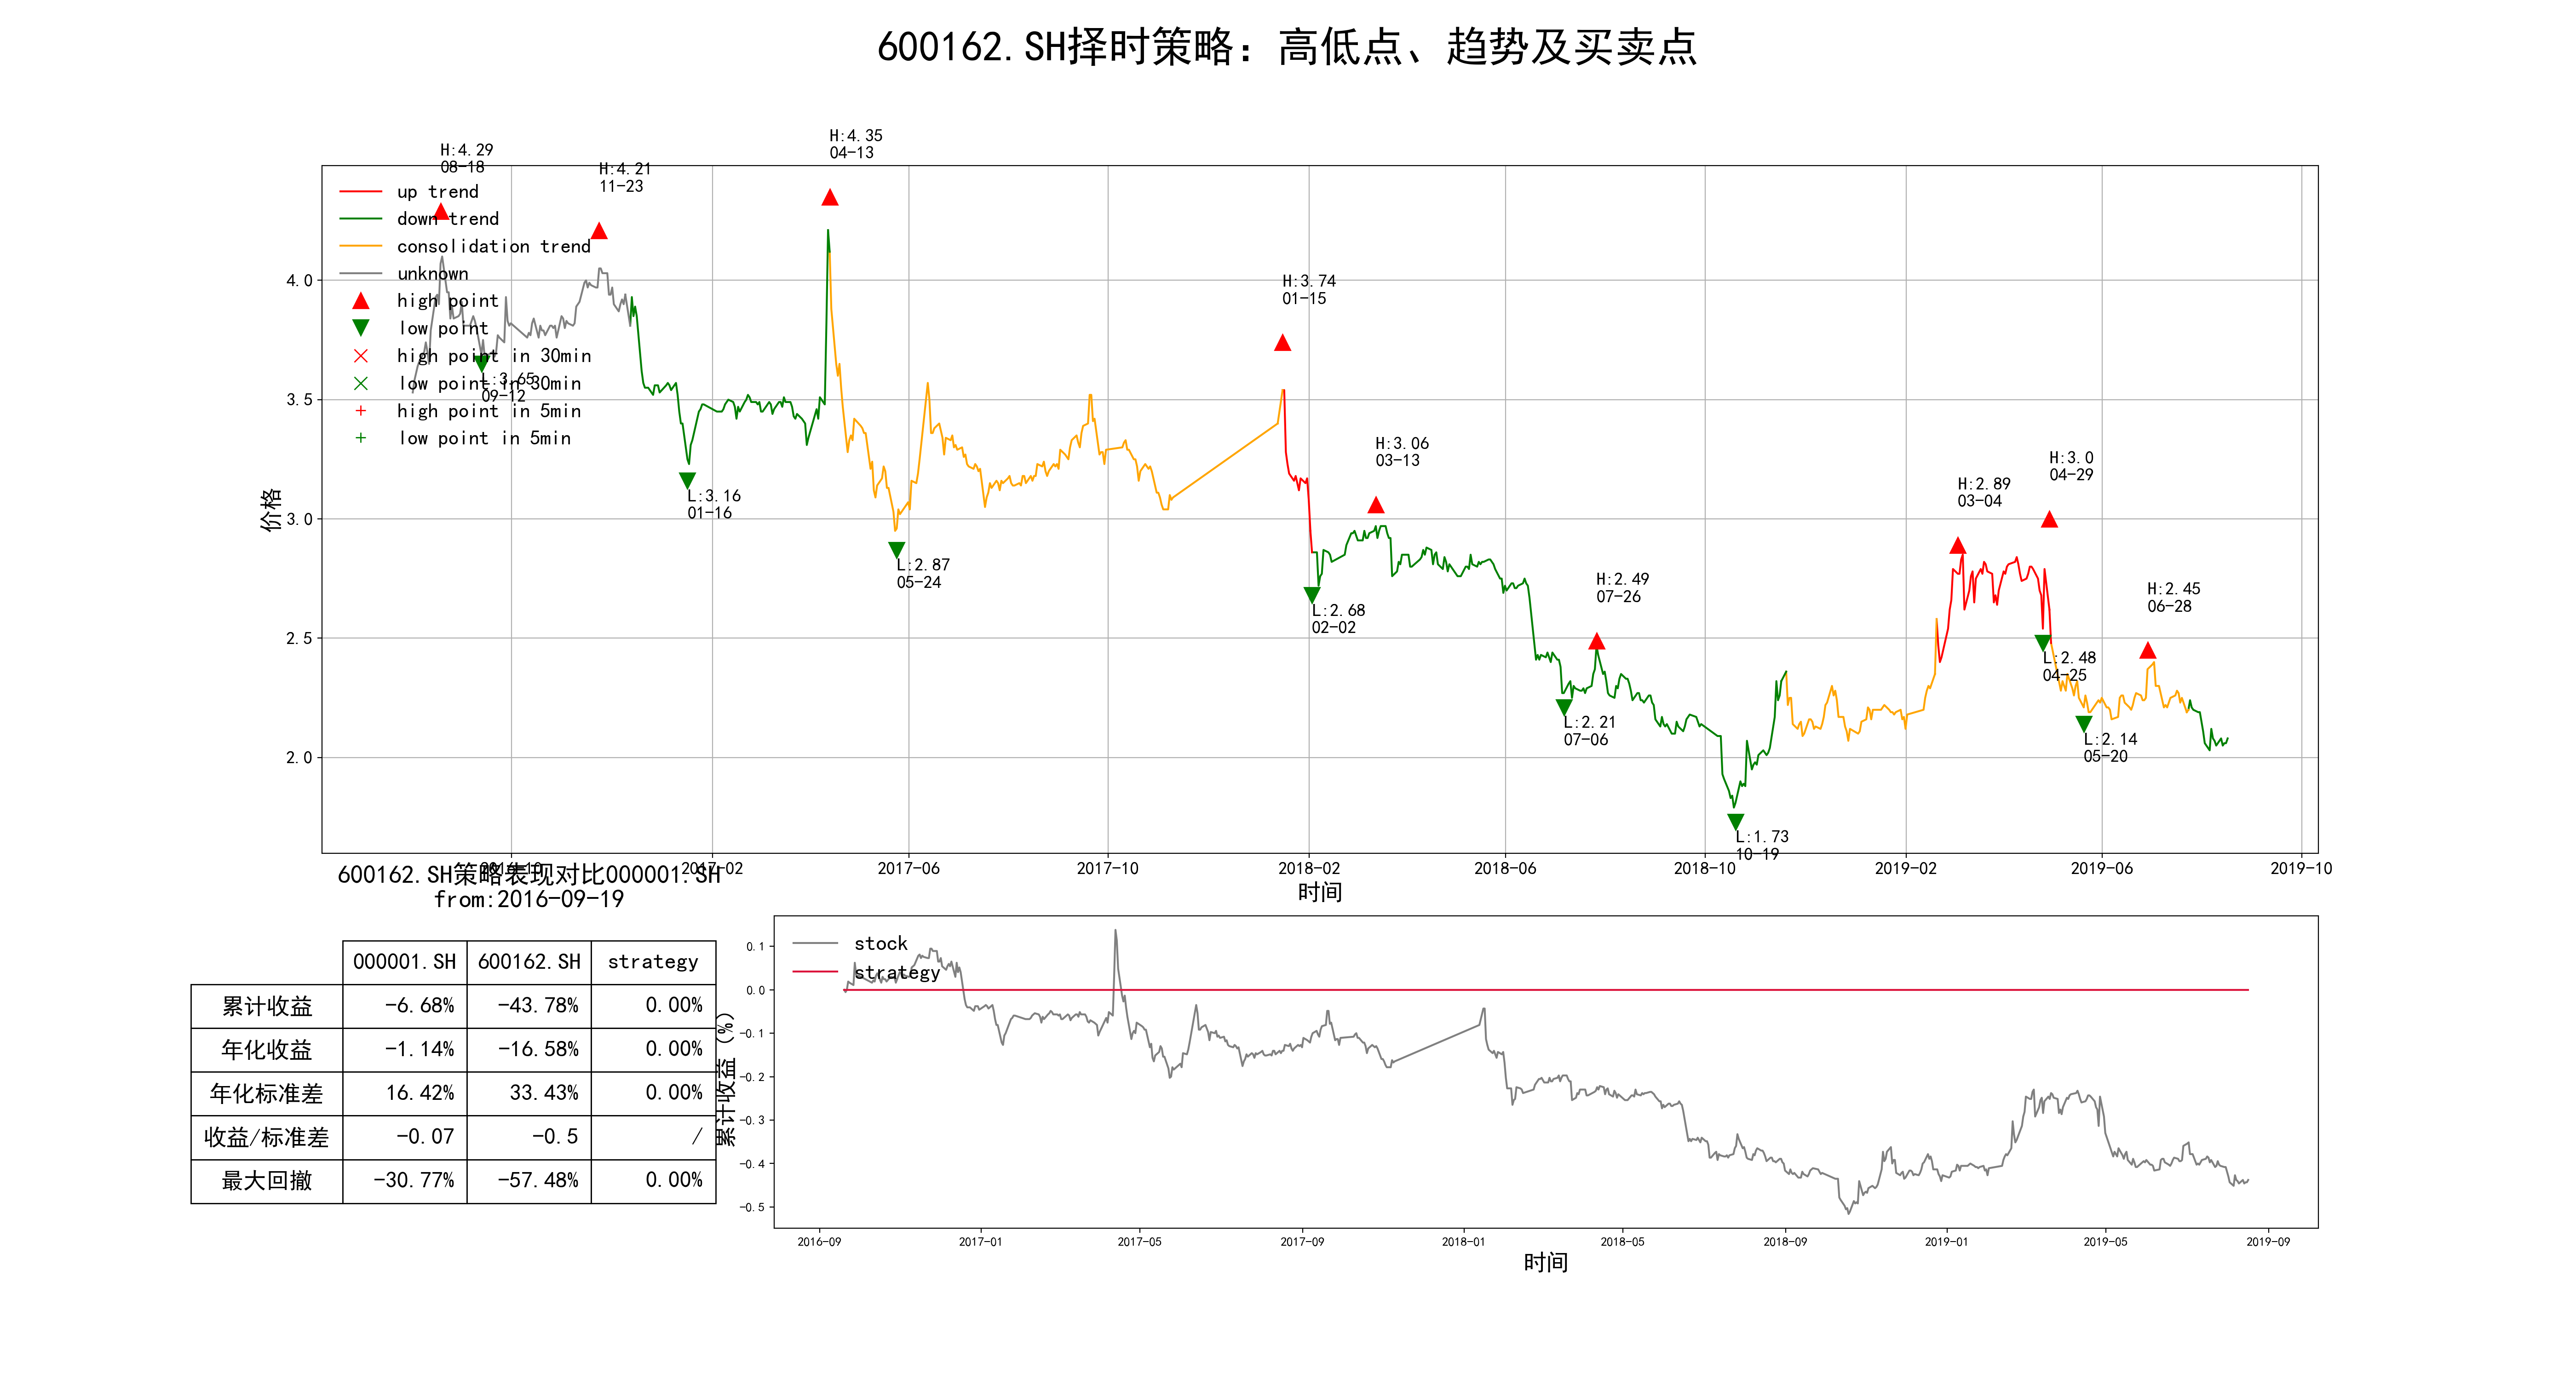 600162.SH择时策略：高低点、趋势及买卖点
H:4.35
04-13
H:4.29
08-18
H:4.21
11-23
up trend
down trend
consolidation trend
unknown
high point
low point
high point in 30min
low point in 30min
high point in 5min
low point in 5min
L:3.65
09-12
L:3.16
01-16
L:2.87
05-24
H:3.74
01-15
L:2.68
02-02
H:3.06
03-13
L:2.21
07-06
H:2.49
07-26
L:1.73
10-19
H:2.89
03-04
L:2.48
04-25
H:3.0
04-29
L:2.14
05-20
H:2.45
06-28
价格
4.0
3.5
3.0
2.5
2.0
2016-10
2017-02
2017-06
2017-10
2018-02
2018-06
2018-10
2019-02
2019-06
2019-10
时间
600162.SH策略表现对比000001.SH
from:2016-09-19
000001.SH 600162.SH strategy
累计收益 -6.68% -43.78% 0.00%
年化收益 -1.14% -16.58% 0.00%
年化标准差 16.42% 33.43% 0.00%
收益/标准差 -0.07 -0.5 /
最大回撤 -30.77% -57.48% 0.00%
累计收益（%）
0.1
0.0
-0.1
-0.2
-0.3
-0.4
-0.5
stock
strategy
2016-09
2017-01
2017-05
2017-09
2018-01
2018-05
2018-09
2019-01
2019-05
2019-09
时间